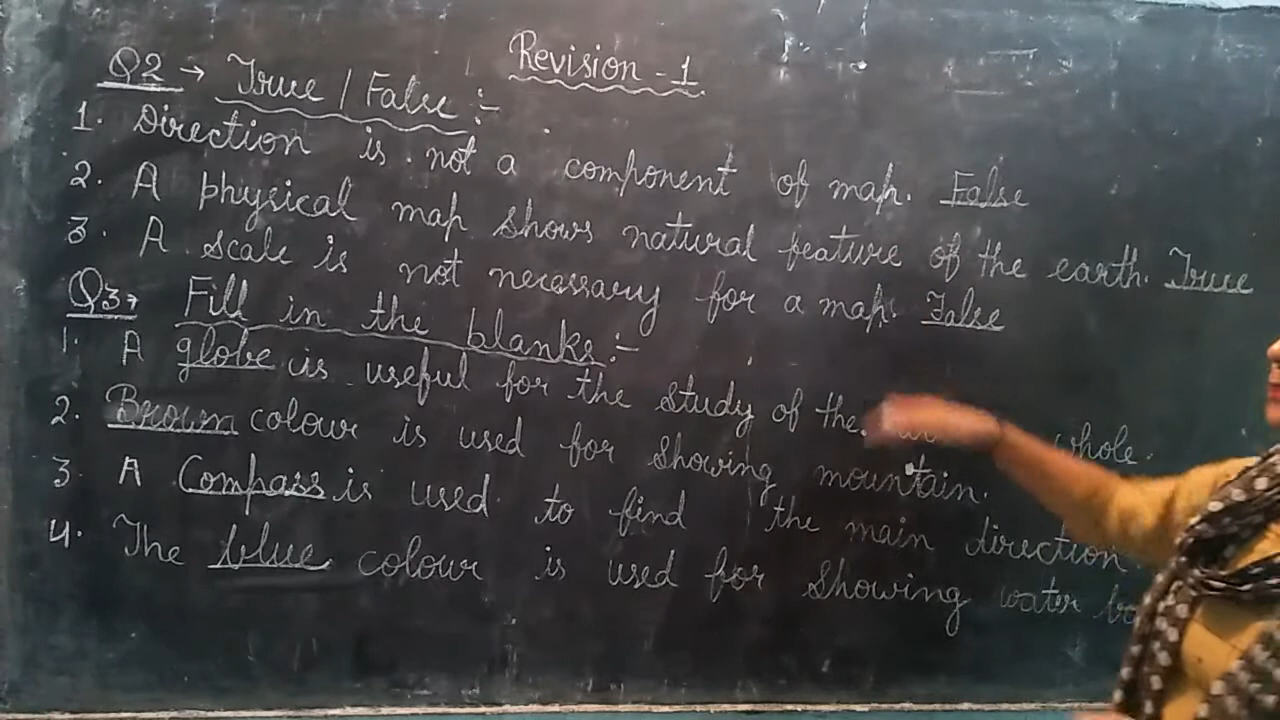 Revision - 1
Q2 → True / False :-
1. Direction is not a component of map. False
2. A physical map shows natural feature of the earth. True
3. A scale is not necessary for a map. False
Q3→ Fill in the blanks :-
1. A globe is useful for the study of the whole.
2. Brown colour is used for showing mountain.
3. A Compass is used to find the main direction
4. The blue colour is used for showing water